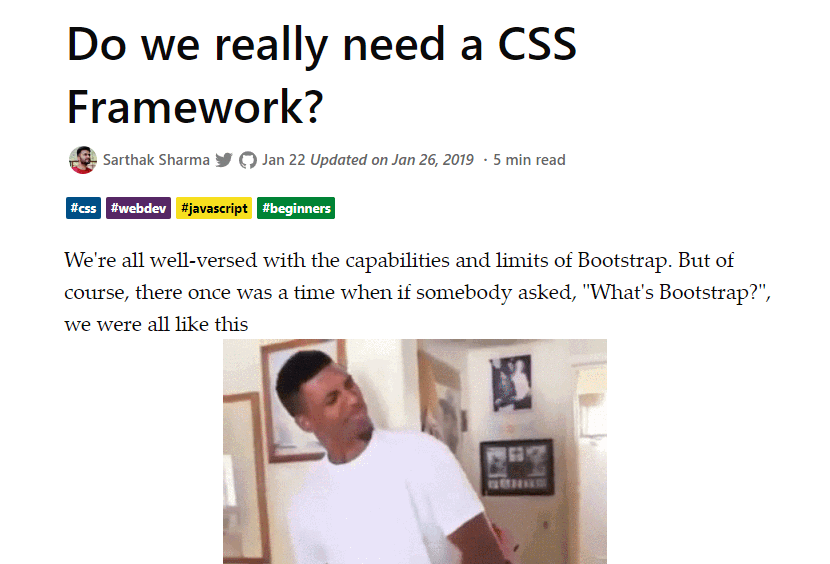 Do we really need a CSS
Framework?
Sarthak Sharma Jan 22 Updated on Jan 26, 2019 · 5 min read
#css #webdev #javascript #beginners
We're all well-versed with the capabilities and limits of Bootstrap. But of
course, there once was a time when if somebody asked, "What's Bootstrap?",
we were all like this